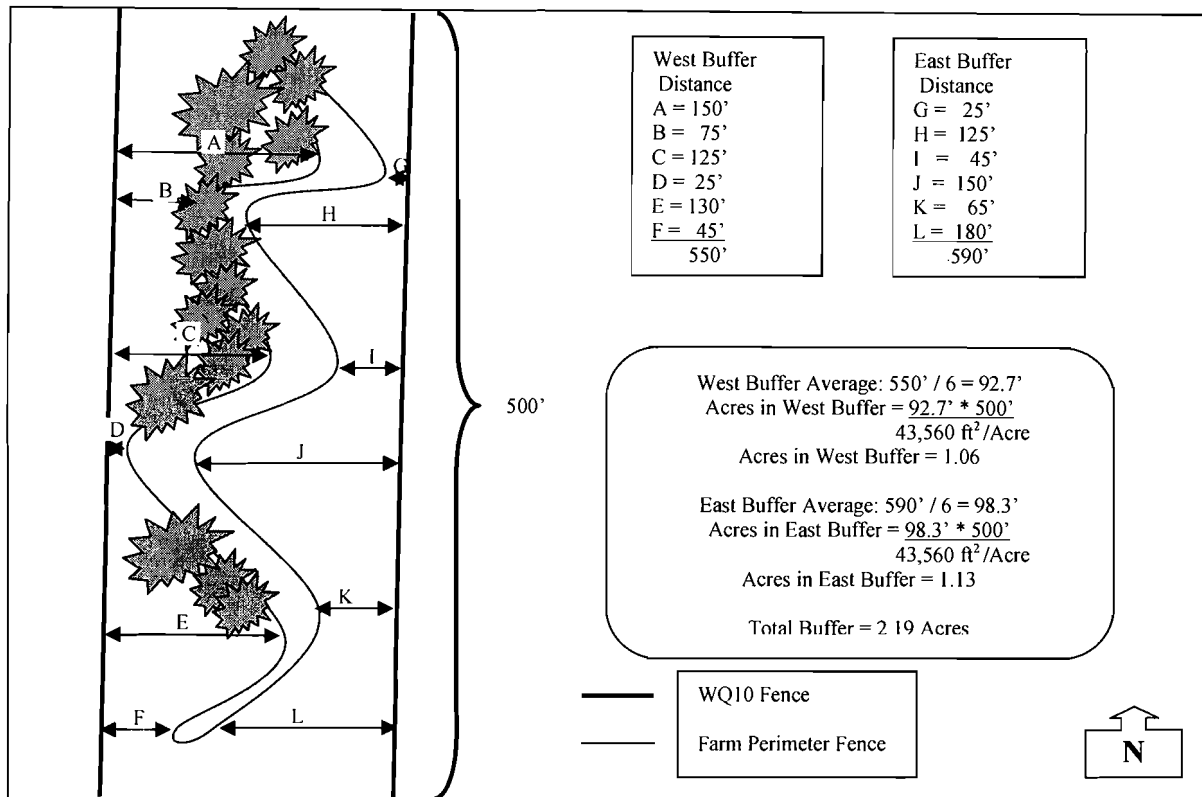 West Buffer
Distance
A = 150'
B = 75'
C = 125'
D = 25'
E = 130'
F = 45'
550'
East Buffer
Distance
G = 25'
H = 125'
I = 45'
J = 150'
K = 65'
L = 180'
590'
A
G
B
H
C
I
500'
D
J
K
E
F
L
West Buffer Average: 550' / 6 = 92.7'
Acres in West Buffer = 92.7' * 500'
43,560 ft²/Acre
Acres in West Buffer = 1.06
East Buffer Average: 590' / 6 = 98.3'
Acres in East Buffer = 98.3' * 500'
43,560 ft²/Acre
Acres in East Buffer = 1.13
Total Buffer = 2.19 Acres
WQ10 Fence
Farm Perimeter Fence
N